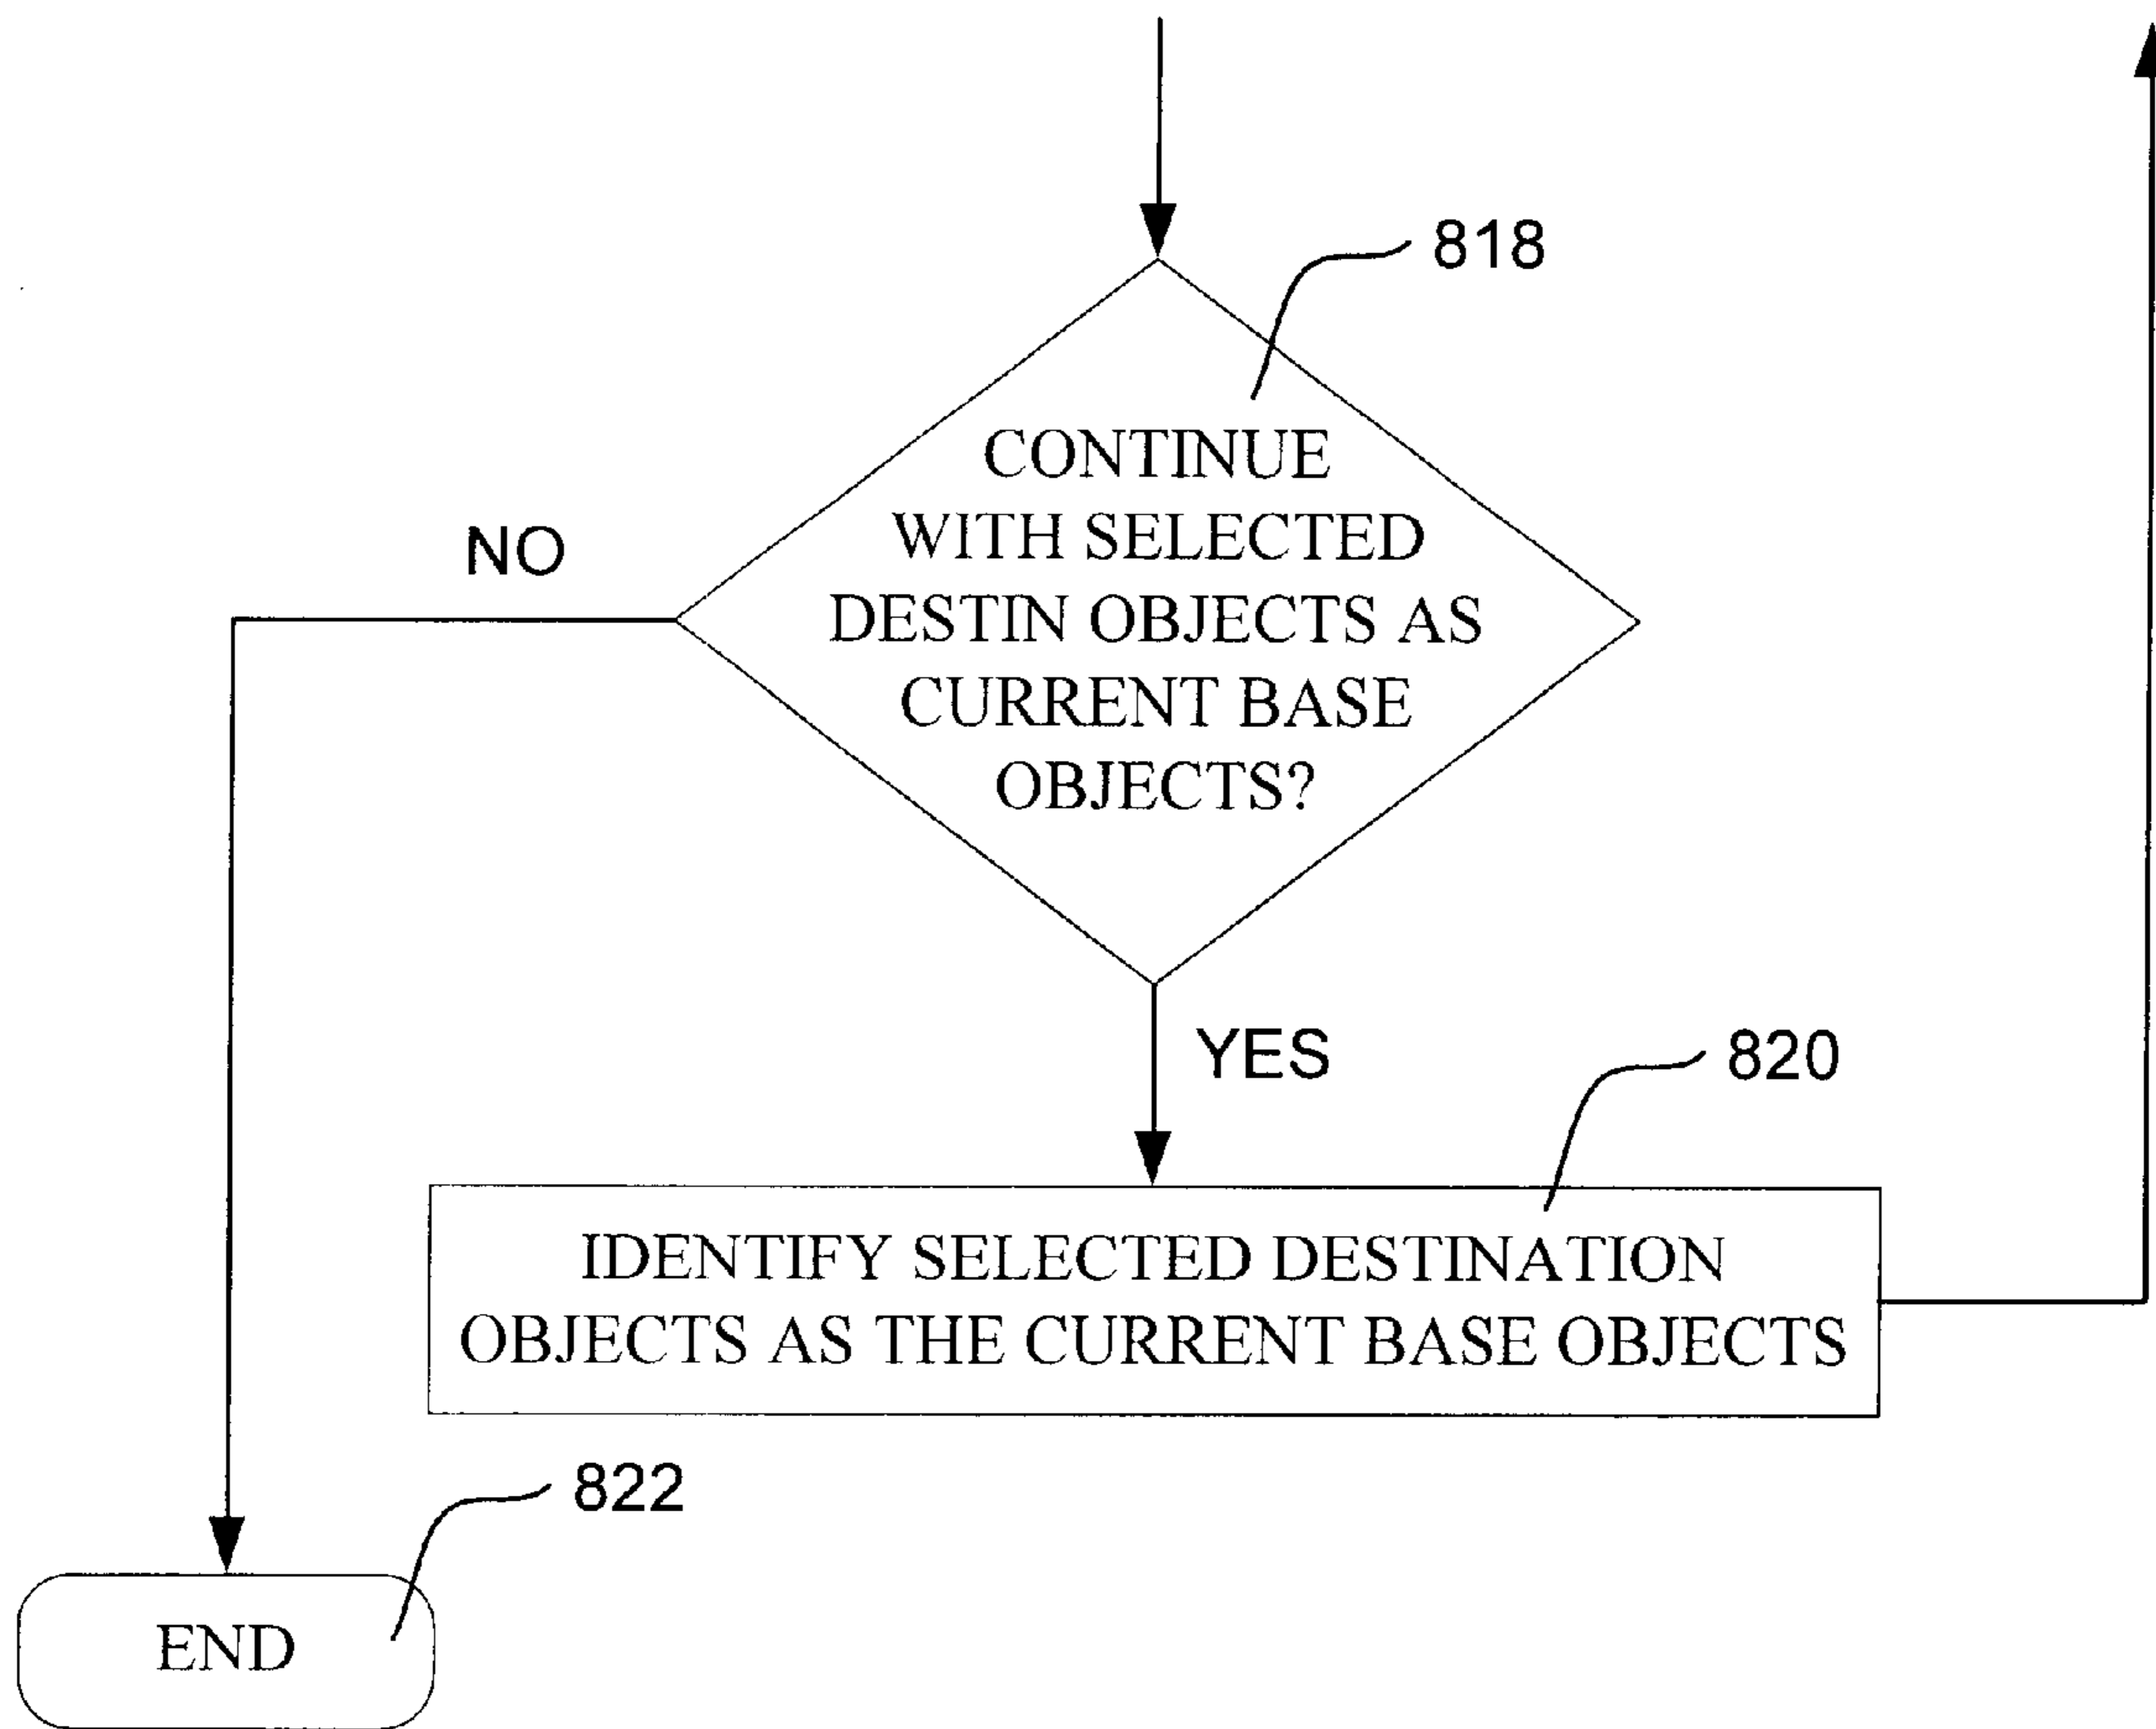 818
CONTINUE
WITH SELECTED
DESTIN OBJECTS AS
CURRENT BASE
OBJECTS?
NO
YES
820
IDENTIFY SELECTED DESTINATION
OBJECTS AS THE CURRENT BASE OBJECTS
822
END